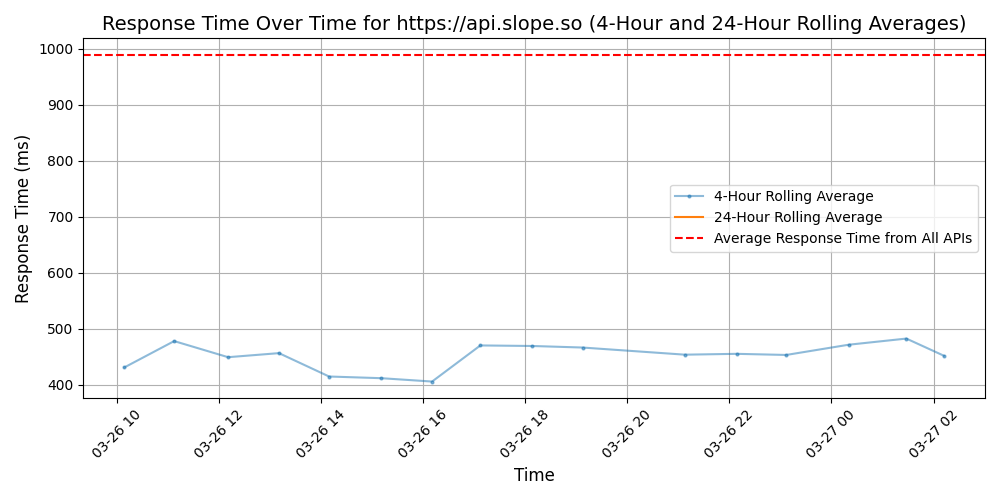 Response Time Over Time for https://api.slope.so (4-Hour and 24-Hour Rolling Averages)
Response Time (ms)
1000
900
800
700
600
500
400
4-Hour Rolling Average
24-Hour Rolling Average
Average Response Time from All APIs
03-26 10
03-26 12
03-26 14
03-26 16
03-26 18
03-26 20
03-26 22
03-27 00
03-27 02
Time